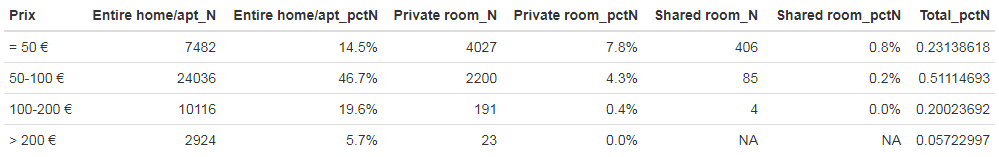 Prix Entire home/apt_N Entire home/apt_pctN Private room_N Private room_pctN Shared room_N Shared room_pctN Total_pctN
= 50 € 7482 14.5% 4027 7.8% 406 0.8% 0.23138618
50-100 € 24036 46.7% 2200 4.3% 85 0.2% 0.51114693
100-200 € 10116 19.6% 191 0.4% 4 0.0% 0.20023692
> 200 € 2924 5.7% 23 0.0% NA NA 0.05722997